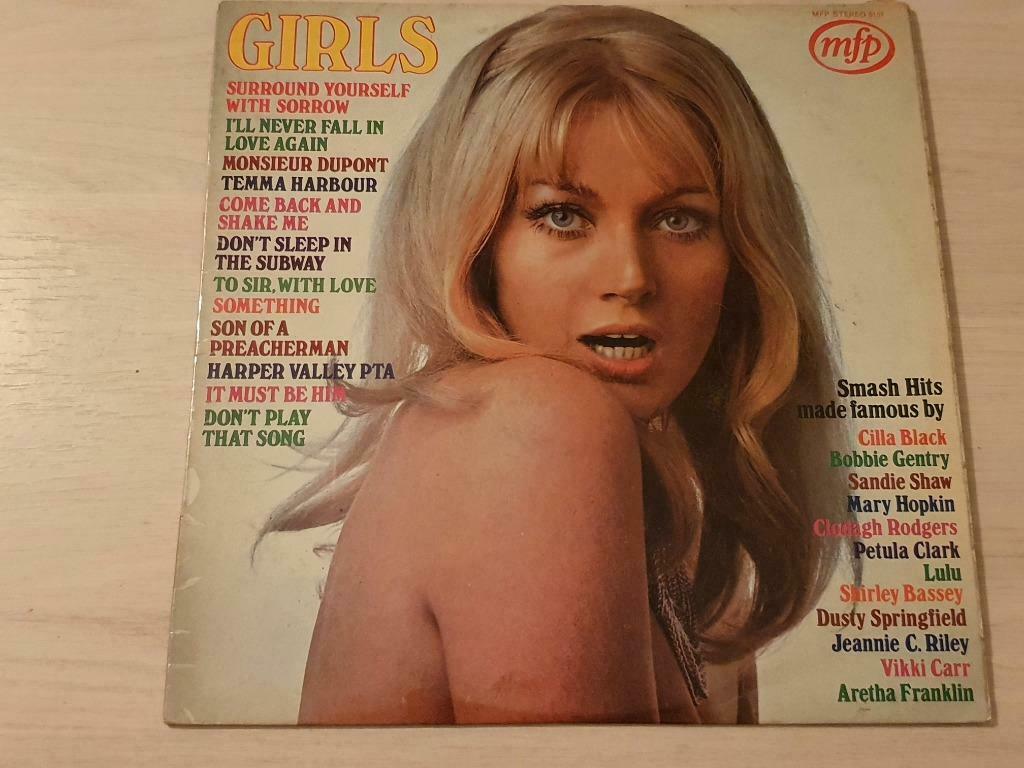 GIRLS
SURROUND YOURSELF
WITH SORROW
I'LL NEVER FALL IN
LOVE AGAIN
MONSIEUR DUPONT
TEMMA HARBOUR
COME BACK AND
SHAKE ME
DON'T SLEEP IN
THE SUBWAY
TO SIR, WITH LOVE
SOMETHING
SON OF A
PREACHERMAN
HARPER VALLEY PTA
IT MUST BE HIM
DON'T PLAY
THAT SONG
MFP STEREO
mfp
Smash Hits
made famous by
Cilla Black
Bobbie Gentry
Sandie Shaw
Mary Hopkin
Clodagh Rodgers
Petula Clark
Lulu
Shirley Bassey
Dusty Springfield
Jeannie C. Riley
Vikki Carr
Aretha Franklin